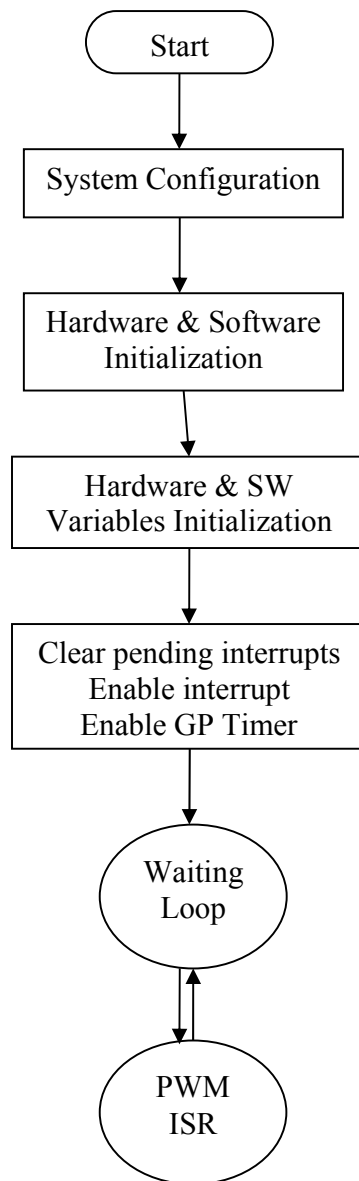 Start
System Configuration
Hardware & Software
Initialization
Hardware & SW
Variables Initialization
Clear pending interrupts
Enable interrupt
Enable GP Timer
Waiting
Loop
PWM
ISR